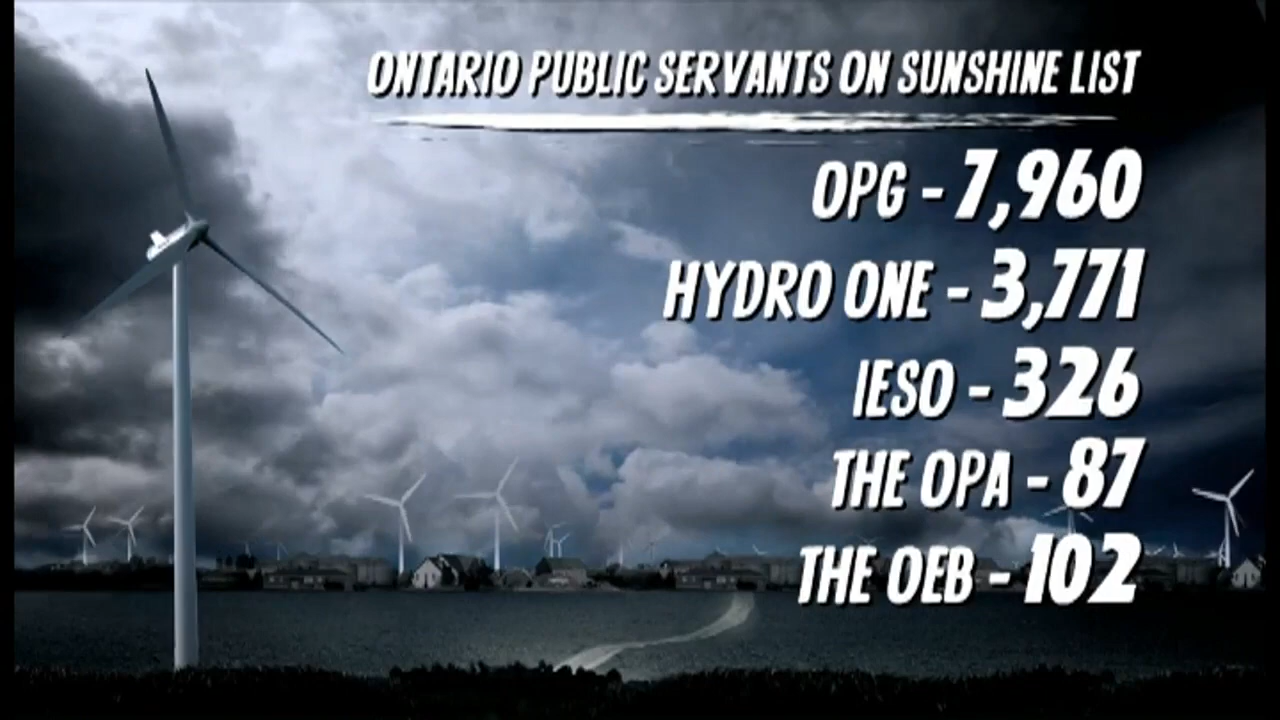 ONTARIO PUBLIC SERVANTS ON SUNSHINE LIST
OPG - 7,960
HYDRO ONE - 3,771
IESO - 326
THE OPA - 87
THE OEB - 102